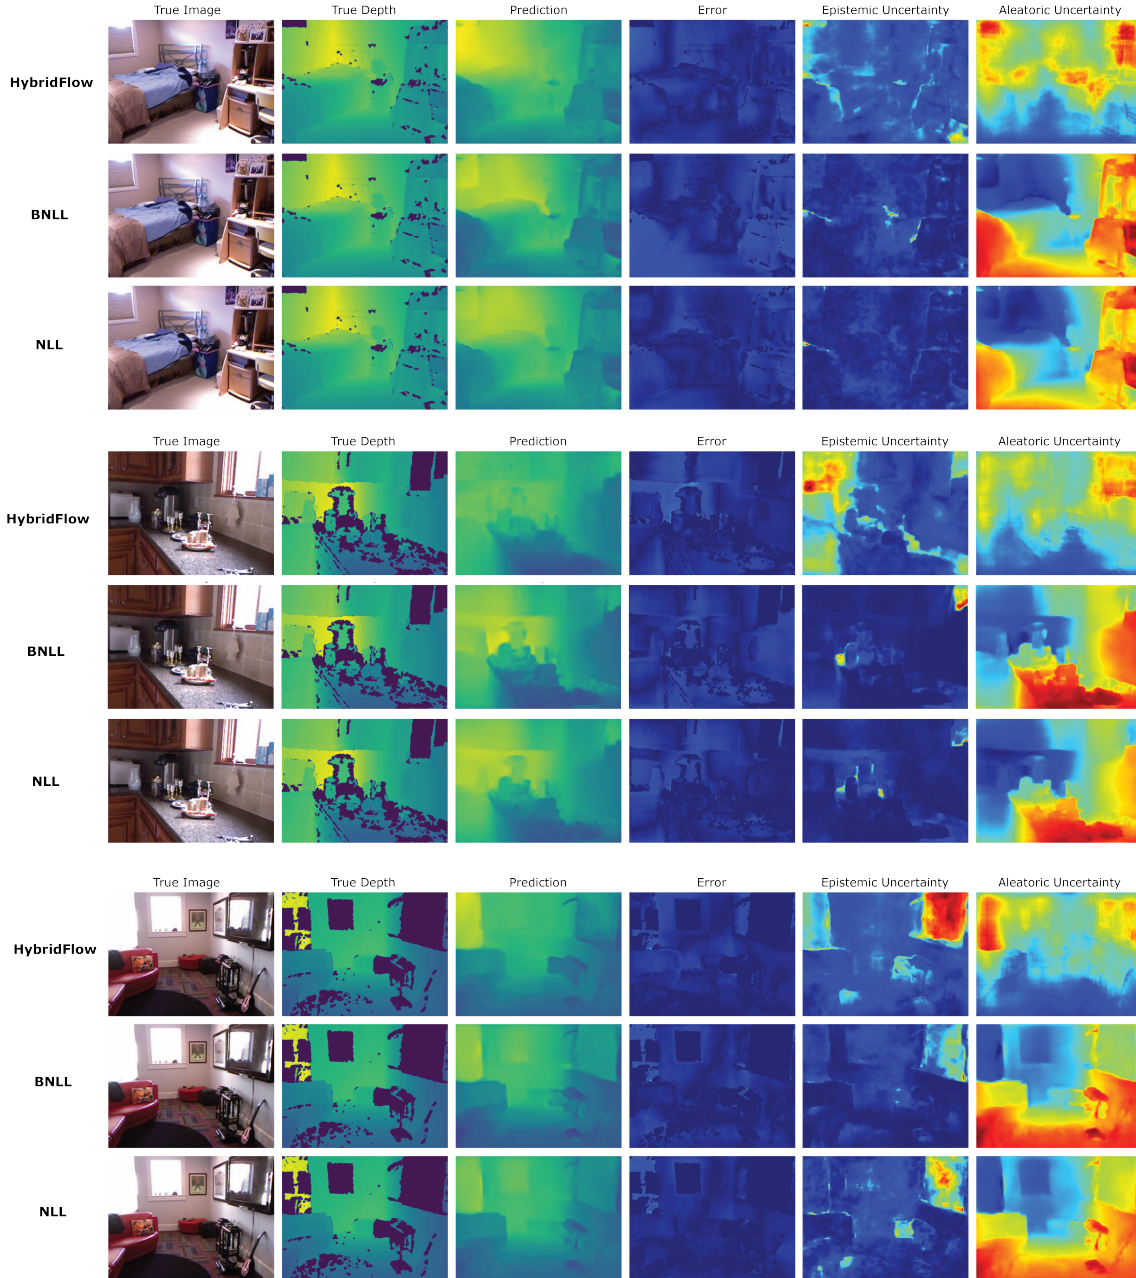 True Image True Depth Prediction Error Epistemic Uncertainty Aleatoric Uncertainty
HybridFlow
BNLL
NLL
True Image True Depth Prediction Error Epistemic Uncertainty Aleatoric Uncertainty
HybridFlow
BNLL
NLL
True Image True Depth Prediction Error Epistemic Uncertainty Aleatoric Uncertainty
HybridFlow
BNLL
NLL